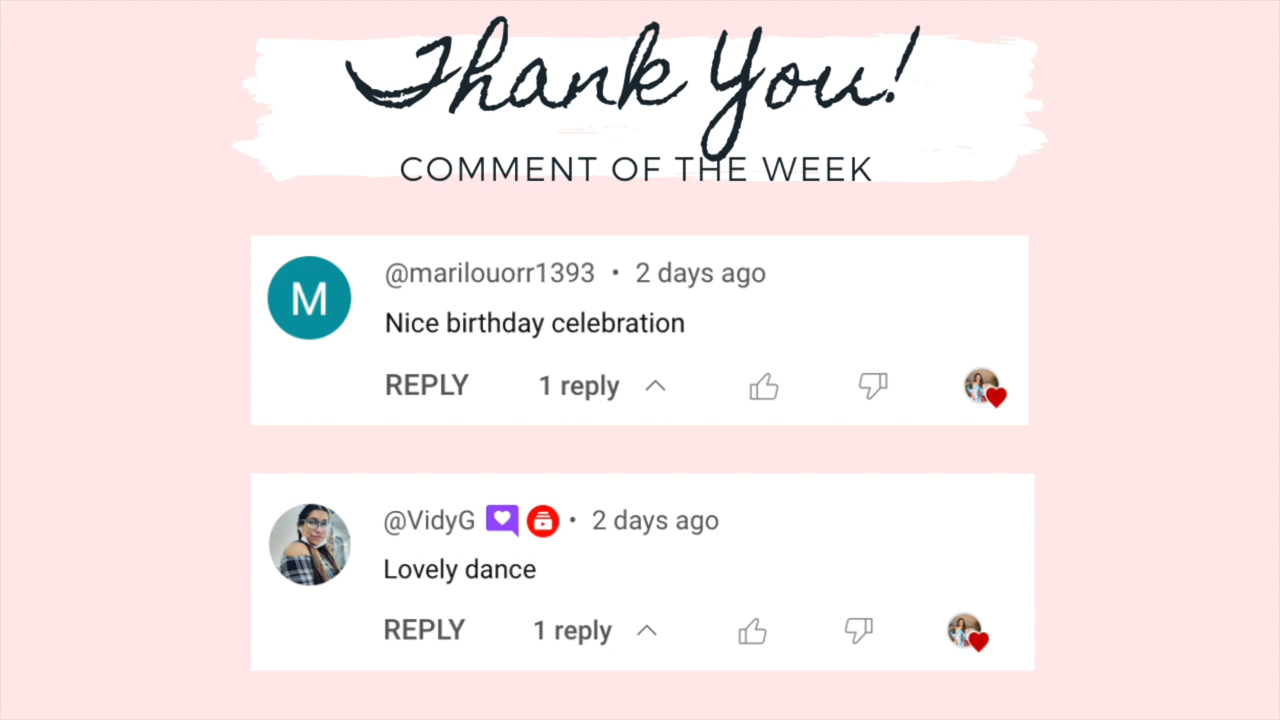 Thank You!
COMMENT OF THE WEEK
M
@marilouorr1393 • 2 days ago
Nice birthday celebration
REPLY 1 reply
@VidyG • 2 days ago
Lovely dance
REPLY 1 reply